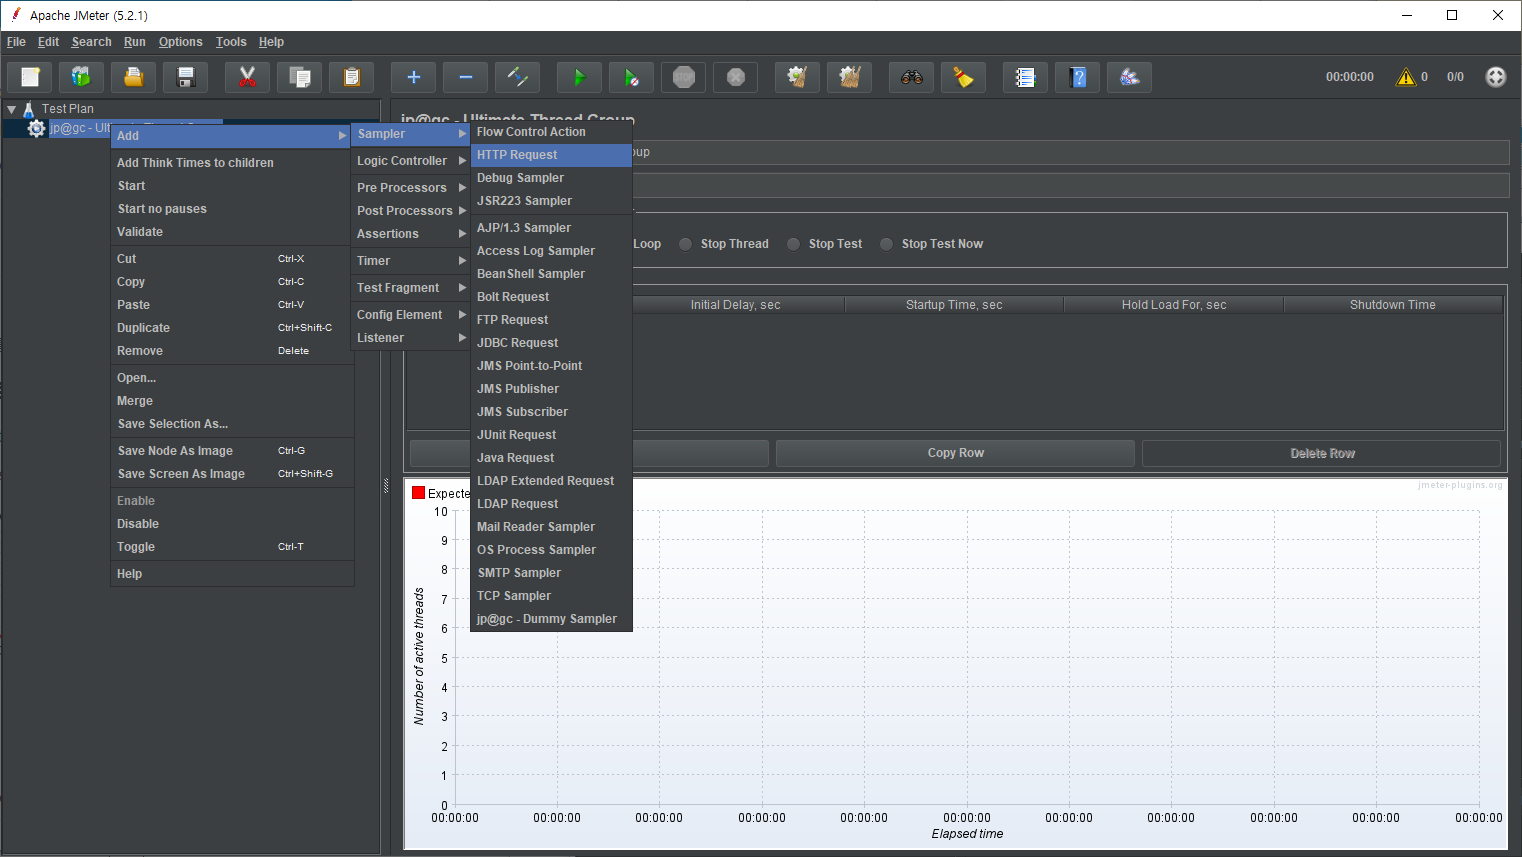 Apache JMeter (5.2.1)
File Edit Search Run Options Tools Help
STOP
00:00:00 0 0/0
Test Plan
jp@gc - Ult
jp@gc - Ultimate Thread Group
Add
Add Think Times to children
Start
Start no pauses
Validate
Cut Ctrl-X
Copy Ctrl-C
Paste Ctrl-V
Duplicate Ctrl+Shift-C
Remove Delete
Open...
Merge
Save Selection As...
Save Node As Image Ctrl-G
Save Screen As Image Ctrl+Shift-G
Enable
Disable
Toggle Ctrl-T
Help
Sampler
Logic Controller
Pre Processors
Post Processors
Assertions
Timer
Test Fragment
Config Element
Listener
Flow Control Action
HTTP Request
Debug Sampler
JSR223 Sampler
AJP/1.3 Sampler
Access Log Sampler
BeanShell Sampler
Bolt Request
FTP Request
JDBC Request
JMS Point-to-Point
JMS Publisher
JMS Subscriber
JUnit Request
Java Request
LDAP Extended Request
LDAP Request
Mail Reader Sampler
OS Process Sampler
SMTP Sampler
TCP Sampler
jp@gc - Dummy Sampler
oup
Loop Stop Thread Stop Test Stop Test Now
Initial Delay, sec Startup Time, sec Hold Load For, sec Shutdown Time
Copy Row Delete Row
jmeter-plugins.org
Expecte
10
9
8
7
6
5
4
3
2
1
0
Number of active threads
00:00:00 00:00:00 00:00:00 00:00:00 00:00:00 00:00:00 00:00:00 00:00:00 00:00:00 00:00:00 00:00:00
Elapsed time